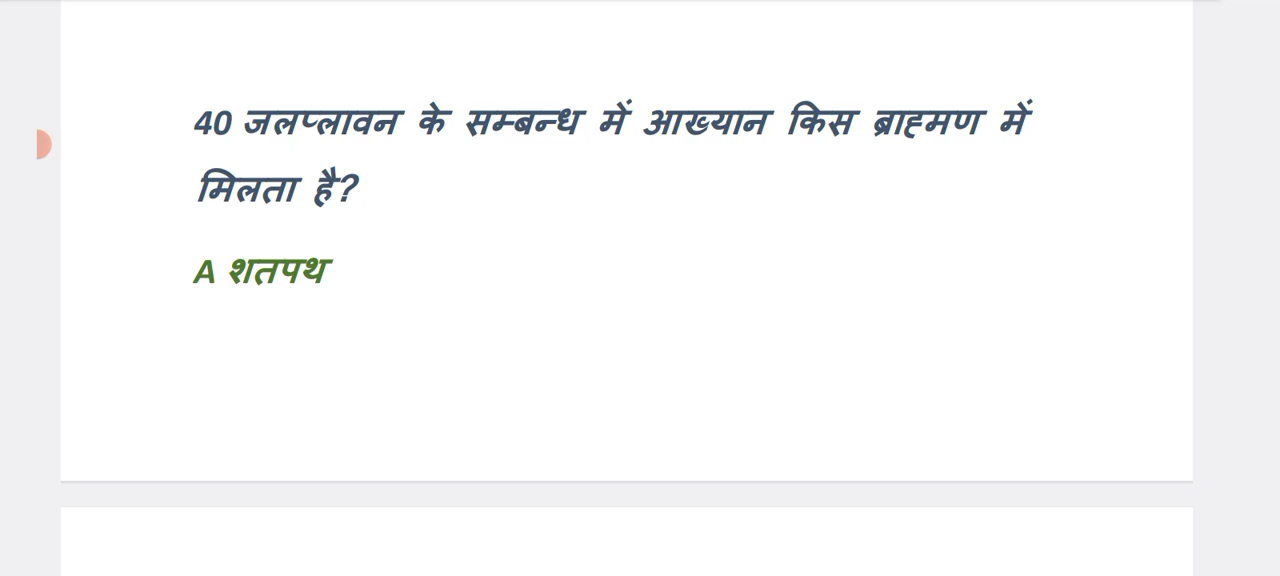 40 जलप्लावन के सम्बन्ध में आख्यान किस ब्राह्मण में
मिलता है?
A शतपथ